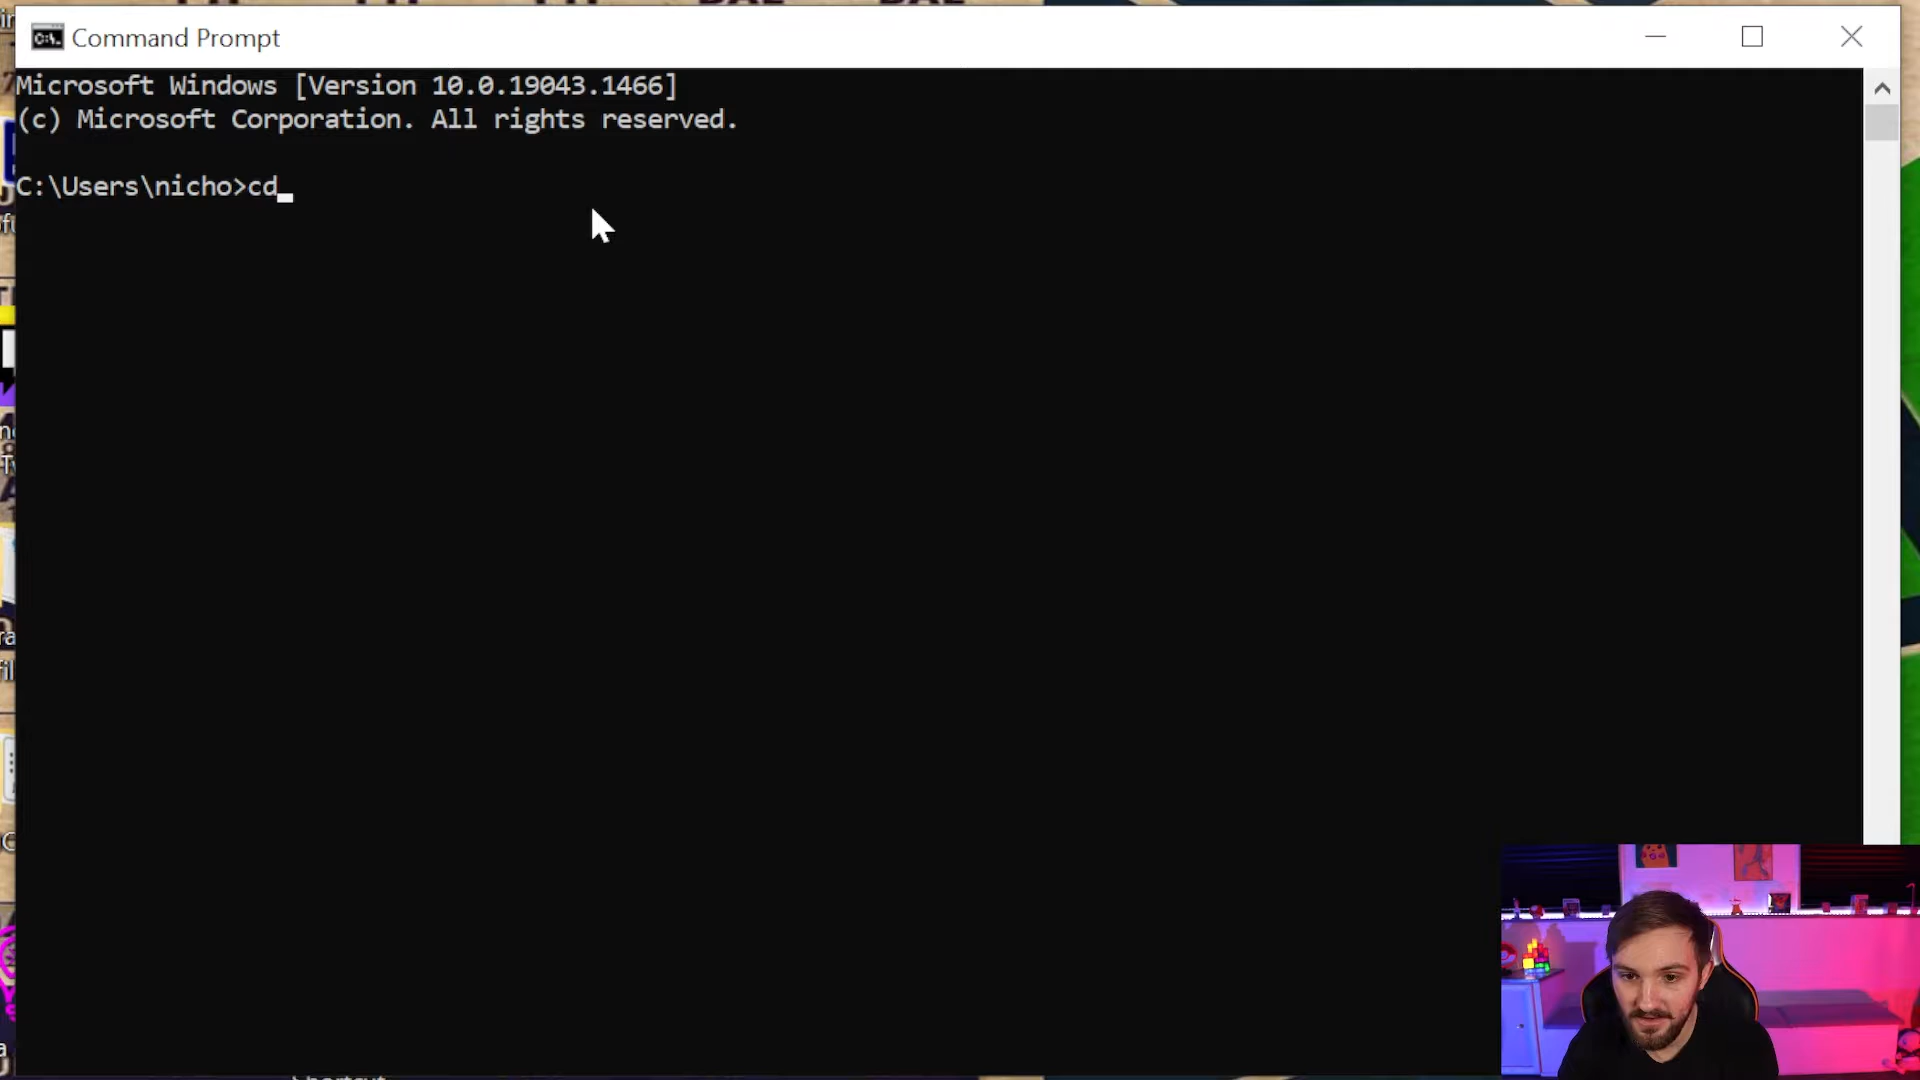 Command Prompt
Microsoft Windows [Version 10.0.19043.1466]
(c) Microsoft Corporation. All rights reserved.
C:\Users\nicho>cd